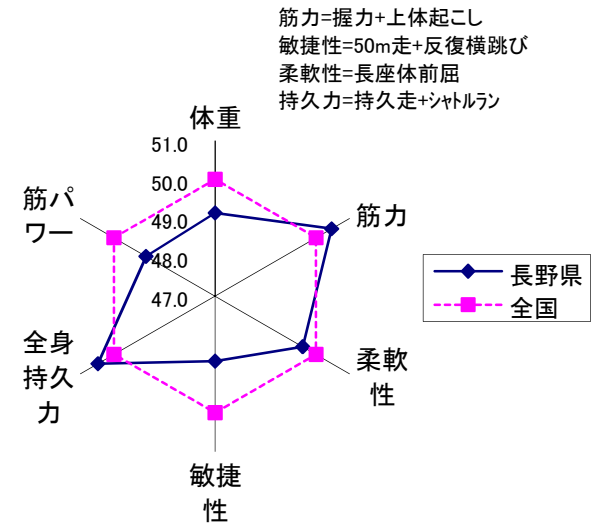 筋力=握力+上体起こし
敏捷性=50m走+反復横跳び
柔軟性=長座体前屈
持久力=持久走+シャトルラン
体重
51.0
50.0
49.0
48.0
47.0
筋パ
ワー
筋力
長野県
全国
全身
持久
力
柔軟
性
敏捷
性